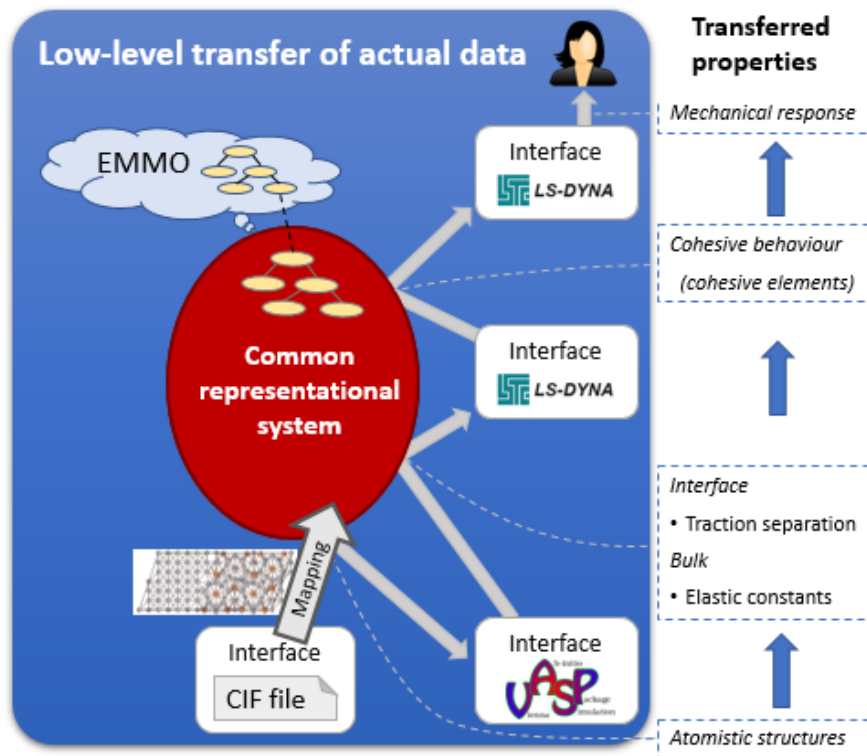 Low-level transfer of actual data
Transferred
properties
Mechanical response
EMMO
Interface
LS-DYNA
Cohesive behaviour
(cohesive elements)
Common
representational
system
Interface
LS-DYNA
Interface
• Traction separation
Bulk
• Elastic constants
Mapping
Interface
CIF file
Interface
VASP
Atomistic structures